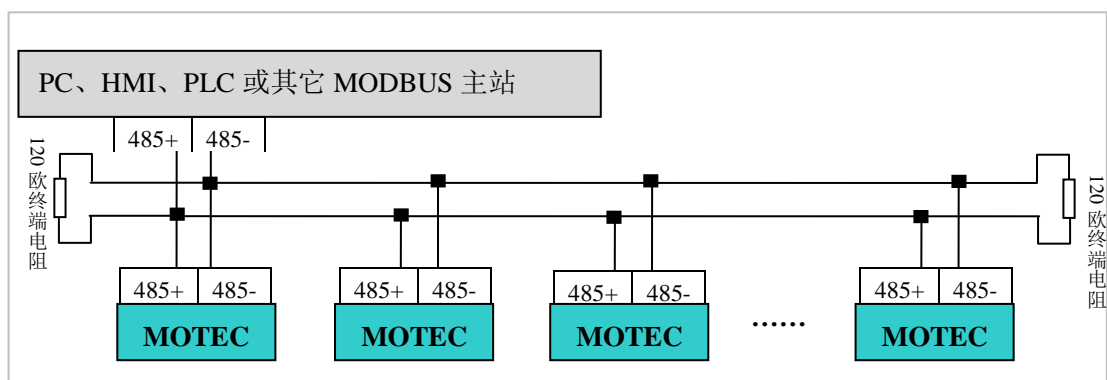 PC、HMI、PLC 或其它 MODBUS 主站
485+ 485-
120 欧终端电阻
120 欧终端电阻
485+ 485- 485+ 485- 485+ 485- 485+ 485-
MOTEC MOTEC MOTEC ...... MOTEC